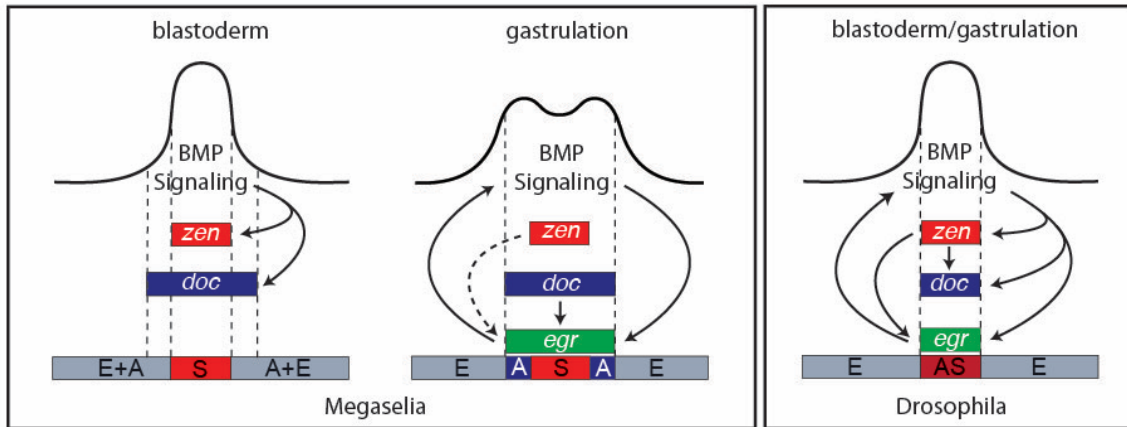 blastoderm
BMP
Signaling
zen
doc
E+A S A+E
gastrulation
BMP
Signaling
zen
doc
egr
E A S A E
Megaselia
blastoderm/gastrulation
BMP
Signaling
zen
doc
egr
E AS E
Drosophila